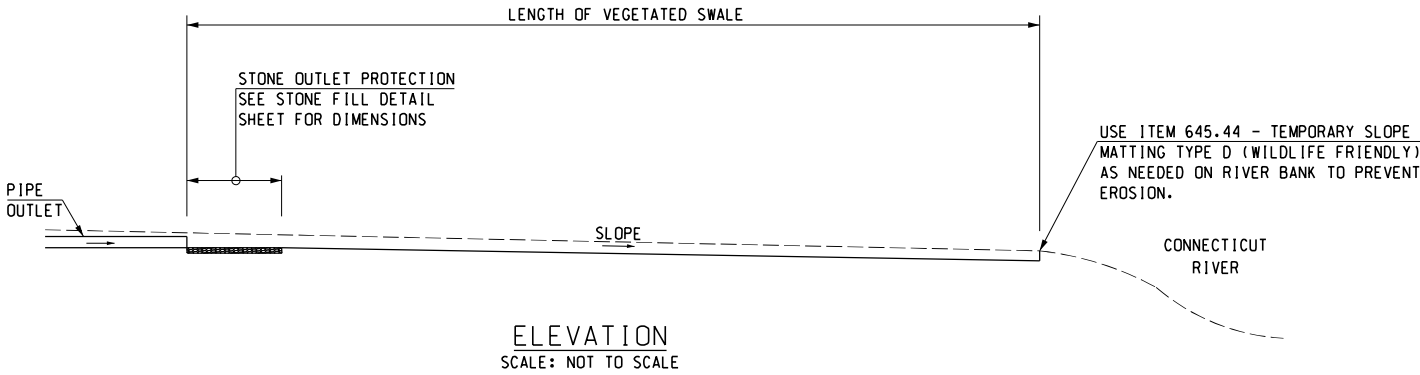 LENGTH OF VEGETATED SWALE
STONE OUTLET PROTECTION
SEE STONE FILL DETAIL
SHEET FOR DIMENSIONS
USE ITEM 645.44 - TEMPORARY SLOPE
MATTING TYPE D (WILDLIFE FRIENDLY)
AS NEEDED ON RIVER BANK TO PREVENT
EROSION.
PIPE
OUTLET
SLOPE
CONNECTICUT
RIVER
ELEVATION
SCALE: NOT TO SCALE